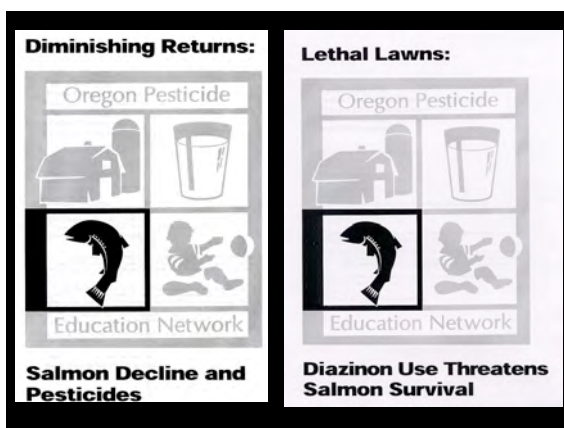 Diminishing Returns:
Oregon Pesticide
Education Network
Salmon Decline and
Pesticides
Lethal Lawns:
Oregon Pesticide
Education Network
Diazinon Use Threatens
Salmon Survival